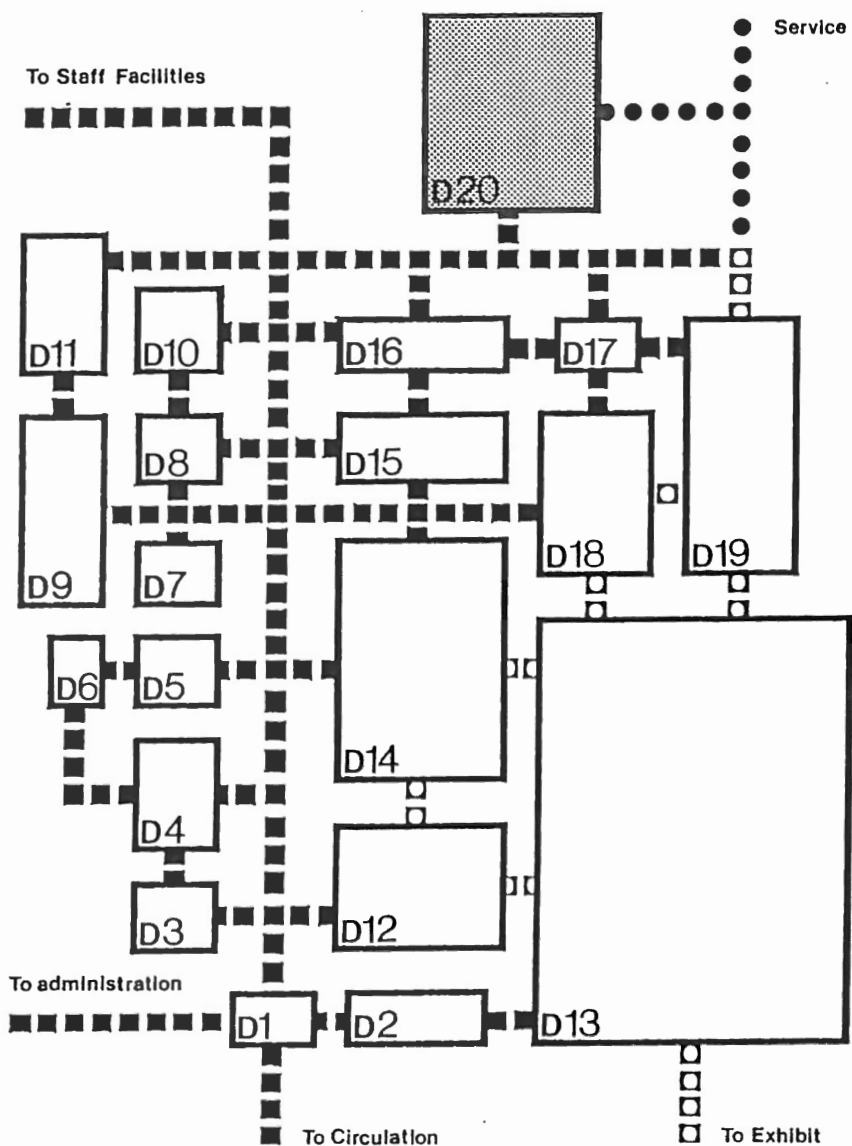 Service
To Staff Facilities
D20
D11
D10
D16
D17
D8
D15
D9
D7
D18
D19
D6
D5
D14
D4
D3
D12
To administration
D1
D2
D13
To Circulation
To Exhibit